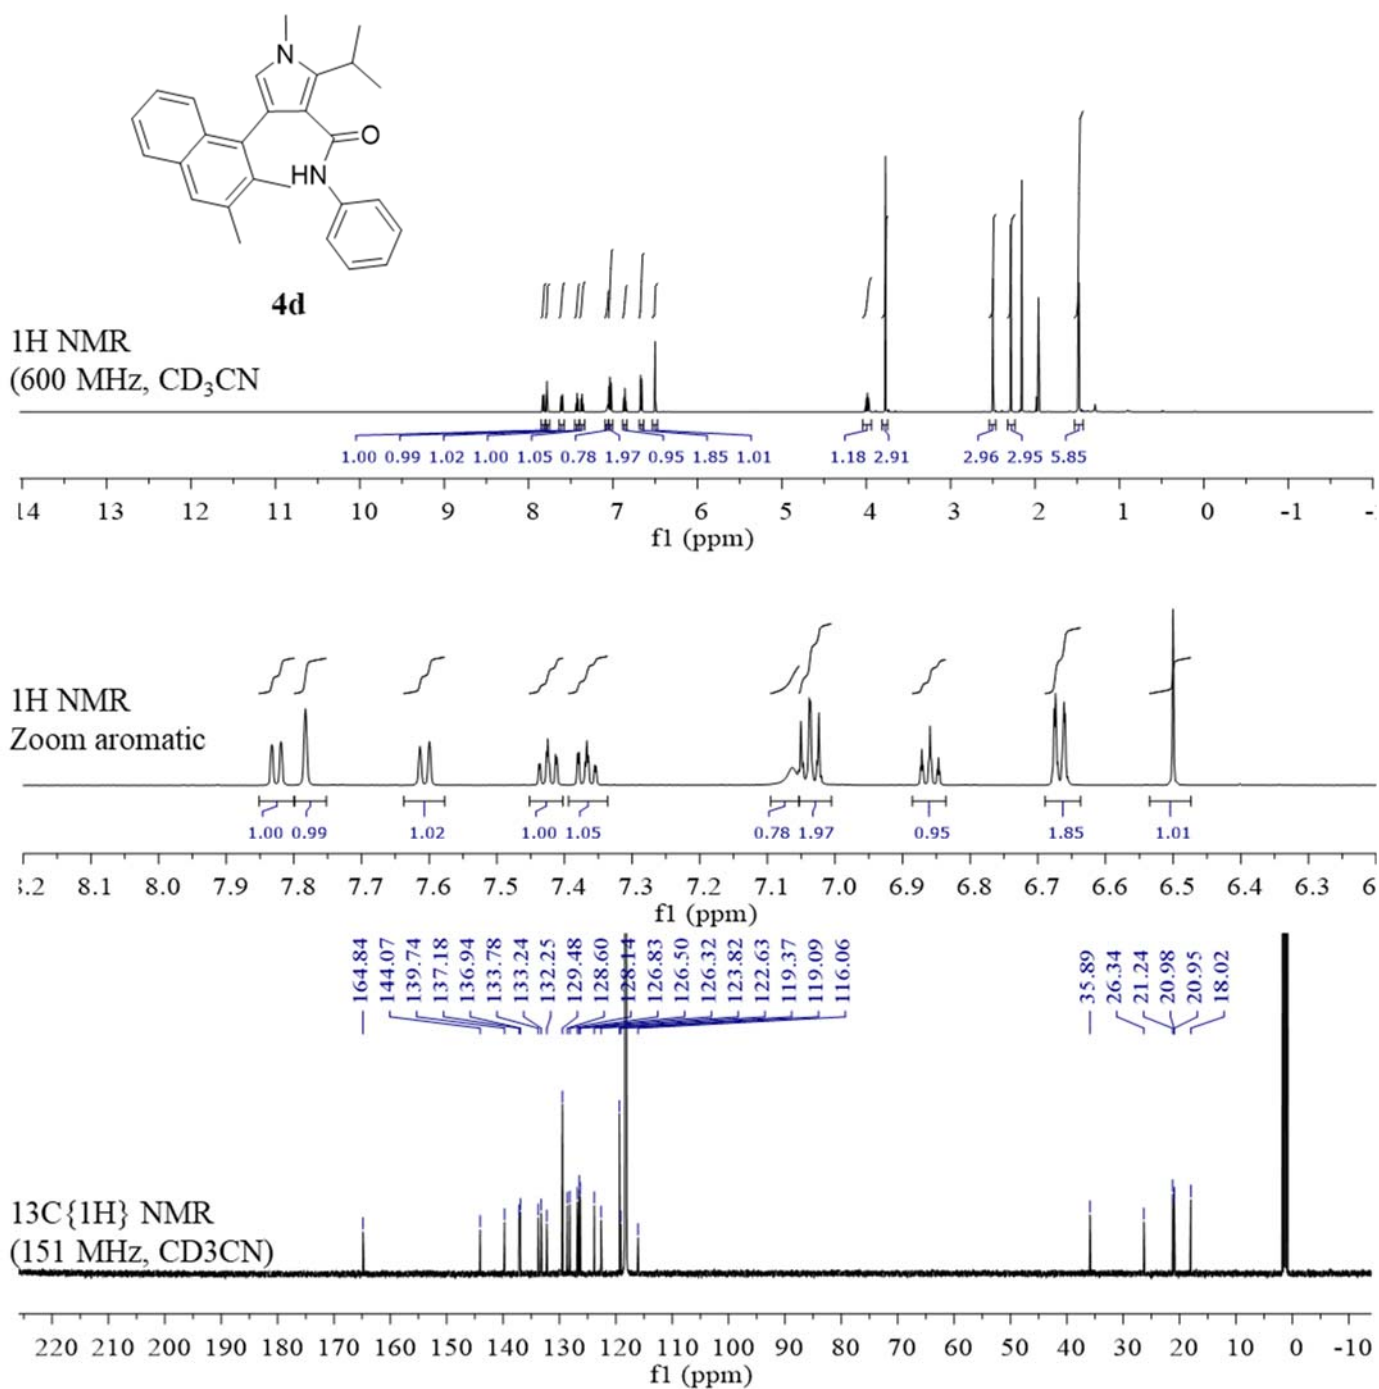 N
O
HN
4d
1H NMR
(600 MHz, CD₃CN
1.00 0.99 1.02 1.00 1.05 0.78 1.97 0.95 1.85 1.01 1.18 2.91 2.96 2.95 5.85
14 13 12 11 10 9 8 7 6 5 4 3 2 1 0 -1
f1 (ppm)
1H NMR
Zoom aromatic
1.00 0.99 1.02 1.00 1.05 0.78 1.97 0.95 1.85 1.01
8.1 8.0 7.9 7.8 7.7 7.6 7.5 7.4 7.3 7.2 7.1 7.0 6.9 6.8 6.7 6.6 6.5 6.4 6.3
f1 (ppm)
164.84
144.07
139.74
137.18
136.94
133.78
133.24
132.25
129.48
128.60
128.14
126.83
126.50
126.32
123.82
122.63
119.37
119.09
116.06
35.89
26.34
21.24
20.98
20.95
18.02
13C{1H} NMR
(151 MHz, CD3CN)
220 210 200 190 180 170 160 150 140 130 120 110 100 90 80 70 60 50 40 30 20 10 0 -10
f1 (ppm)